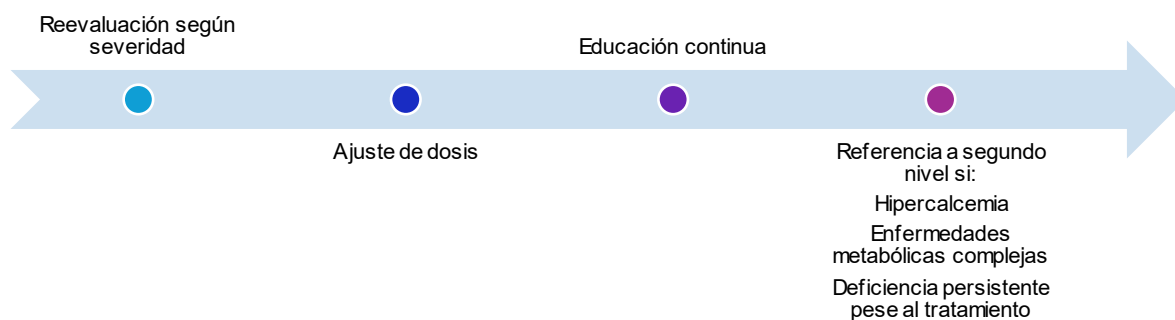 Reevaluación según
severidad
Ajuste de dosis
Educación continua
Referencia a segundo
nivel si:
Hipercalcemia
Enfermedades
metabólicas complejas
Deficiencia persistente
pese al tratamiento